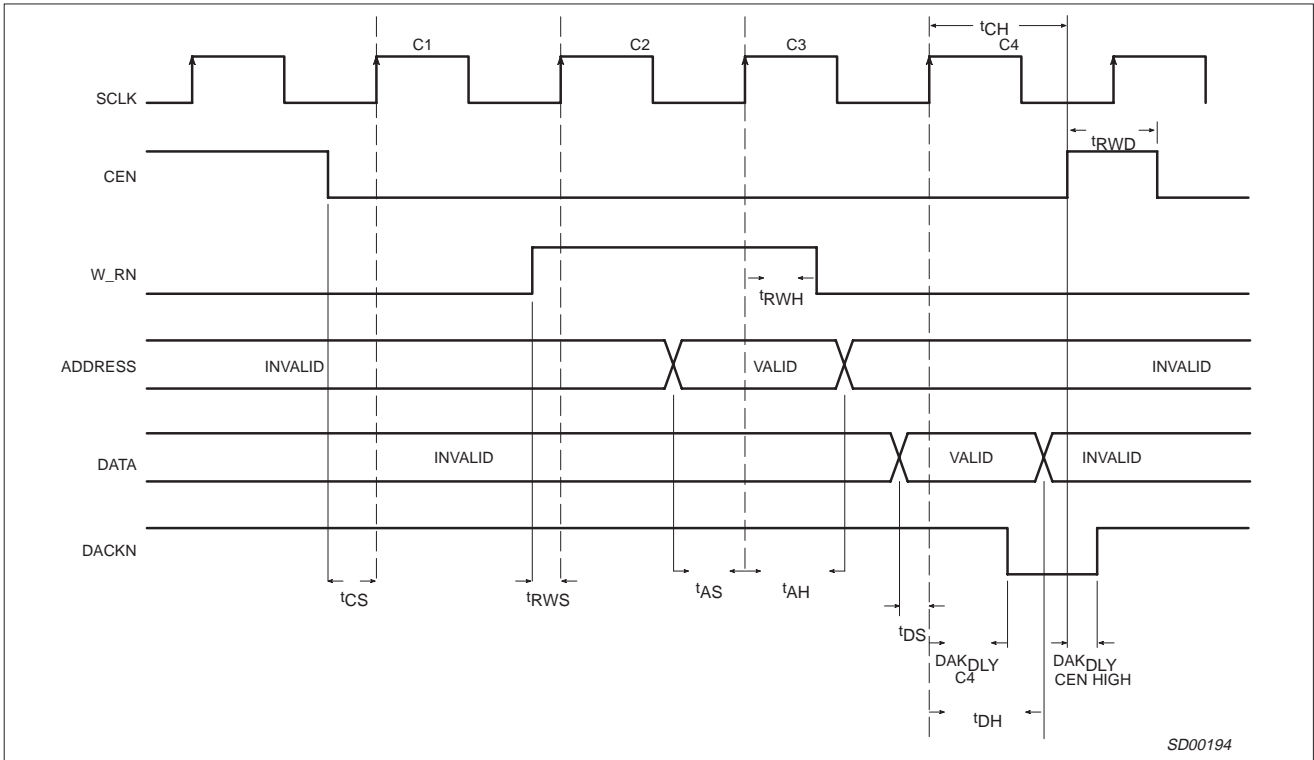 tCH
C1
C2
C3
C4
SCLK
tRWD
CEN
W_RN
tRWH
ADDRESS
INVALID
VALID
INVALID
DATA
INVALID
VALID
INVALID
DACKN
tCS
tRWS
tAS
tAH
tDS
DAKDLY
C4
DAKDLY
CEN HIGH
tDH
SD00194